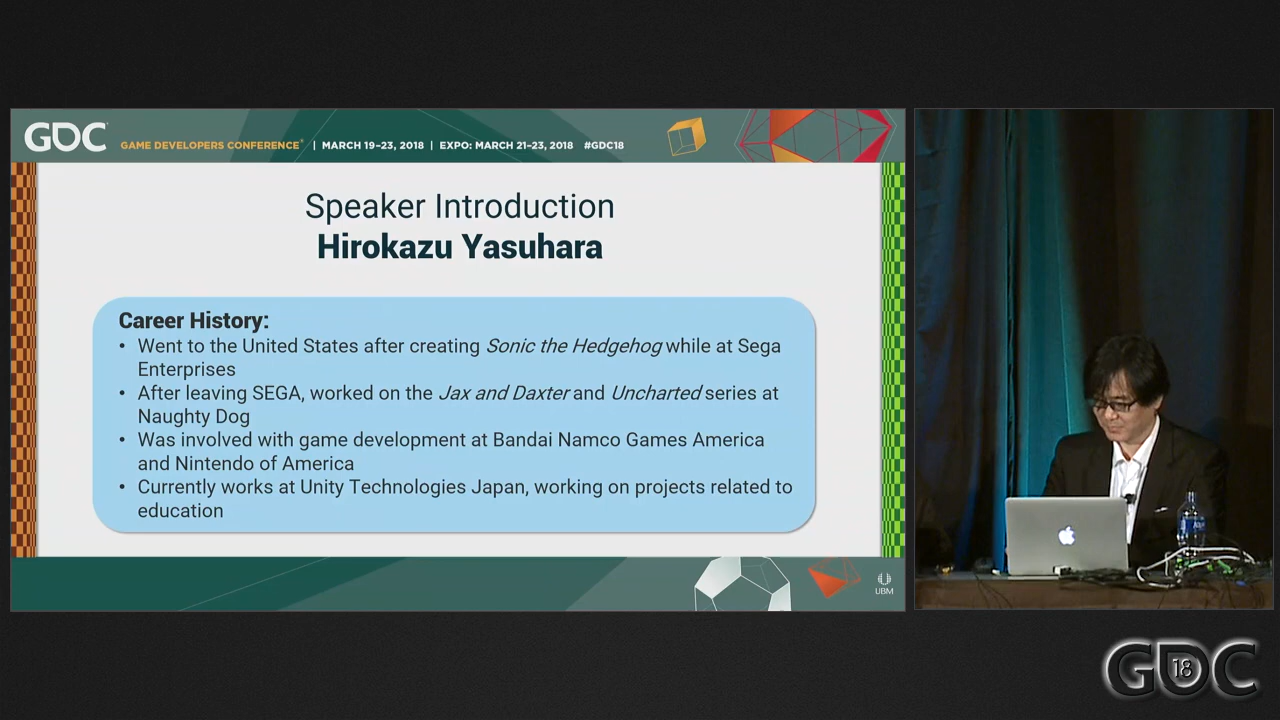 GDC
GAME DEVELOPERS CONFERENCE® | MARCH 19-23, 2018 | EXPO: MARCH 21-23, 2018 #GDC18
Speaker Introduction
Hirokazu Yasuhara
Career History:
• Went to the United States after creating Sonic the Hedgehog while at Sega
Enterprises
• After leaving SEGA, worked on the Jax and Daxter and Uncharted series at
Naughty Dog
• Was involved with game development at Bandai Namco Games America
and Nintendo of America
• Currently works at Unity Technologies Japan, working on projects related to
education
UBM
GDC 18